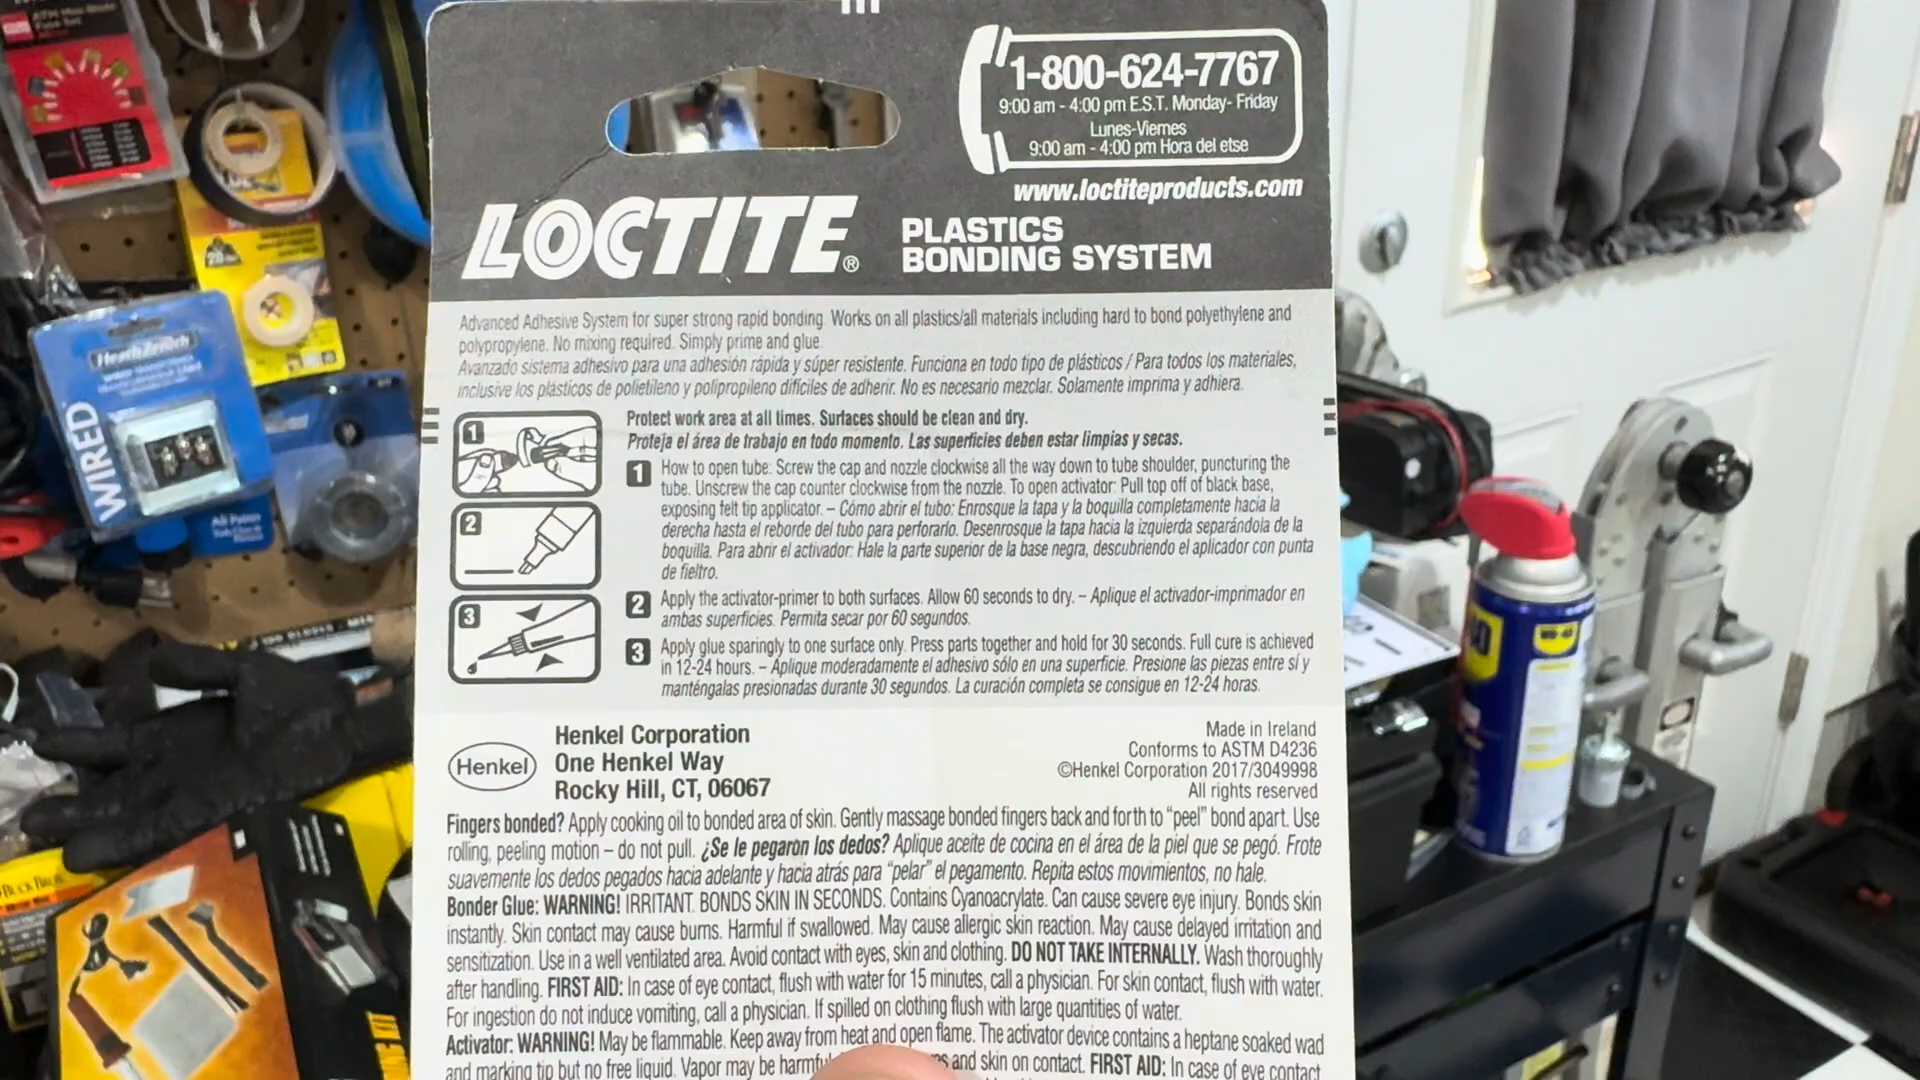 1-800-624-7767
9:00 am - 4:00 pm E.S.T. Monday- Friday
Lunes-Viernes
9:00 am - 4:00 pm Hora del etse
www.loctiteproducts.com
LOCTITE®
PLASTICS
BONDING SYSTEM
Advanced Adhesive System for super strong rapid bonding. Works on all plastics/all materials including hard to bond polyethylene and
polypropylene. No mixing required. Simply prime and glue.
Avanzado sistema adhesivo para una adhesión rápida y súper resistente. Funciona en todo tipo de plásticos / Para todos los materiales,
inclusive los plásticos de polietileno y polipropileno difíciles de adherir. No es necesario mezclar. Solamente imprima y adhiera.
Protect work area at all times. Surfaces should be clean and dry.
Proteja el área de trabajo en todo momento. Las superficies deben estar limpias y secas.
1
1 How to open tube: Screw the cap and nozzle clockwise all the way down to tube shoulder, puncturing the
tube. Unscrew the cap counter clockwise from the nozzle. To open activator: Pull top off of black base,
exposing felt tip applicator. – Cómo abrir el tubo: Enrosque la tapa y la boquilla completamente hacia la
derecha hasta el reborde del tubo para perforarlo. Desenrosque la tapa hacia la izquierda separándola de la
boquilla. Para abrir el activador: Hale la parte superior de la base negra, descubriendo el aplicador con punta
de fieltro.
2
2 Apply the activator-primer to both surfaces. Allow 60 seconds to dry. – Aplique el activador-imprimador en
ambas superficies. Permita secar por 60 segundos.
3
3 Apply glue sparingly to one surface only. Press parts together and hold for 30 seconds. Full cure is achieved
in 12-24 hours. – Aplique moderadamente el adhesivo sólo en una superficie. Presione las piezas entre sí y
manténgalas presionadas durante 30 segundos. La curación completa se consigue en 12-24 horas.
Henkel
Henkel Corporation
One Henkel Way
Rocky Hill, CT, 06067
Made in Ireland
Conforms to ASTM D4236
©Henkel Corporation 2017/3049998
All rights reserved
Fingers bonded? Apply cooking oil to bonded area of skin. Gently massage bonded fingers back and forth to “peel” bond apart. Use
rolling, peeling motion – do not pull. ¿Se le pegaron los dedos? Aplique aceite de cocina en el área de la piel que se pegó. Frote
suavemente los dedos pegados hacia adelante y hacia atrás para “pelar” el pegamento. Repita estos movimientos, no hale.
Bonder Glue: WARNING! IRRITANT. BONDS SKIN IN SECONDS. Contains Cyanoacrylate. Can cause severe eye injury. Bonds skin
instantly. Skin contact may cause burns. Harmful if swallowed. May cause allergic skin reaction. May cause delayed irritation and
sensitization. Use in a well ventilated area. Avoid contact with eyes, skin and clothing. DO NOT TAKE INTERNALLY. Wash thoroughly
after handling. FIRST AID: In case of eye contact, flush with water for 15 minutes, call a physician. For skin contact, flush with water.
For ingestion do not induce vomiting, call a physician. If spilled on clothing flush with large quantities of water.
Activator: WARNING! May be flammable. Keep away from heat and open flame. The activator device contains a heptane soaked wad
and marking tip but no free liquid. Vapor may be and skin on contact. FIRST AID: In case of eye contact
HeathZenith
WIRED
WD-40